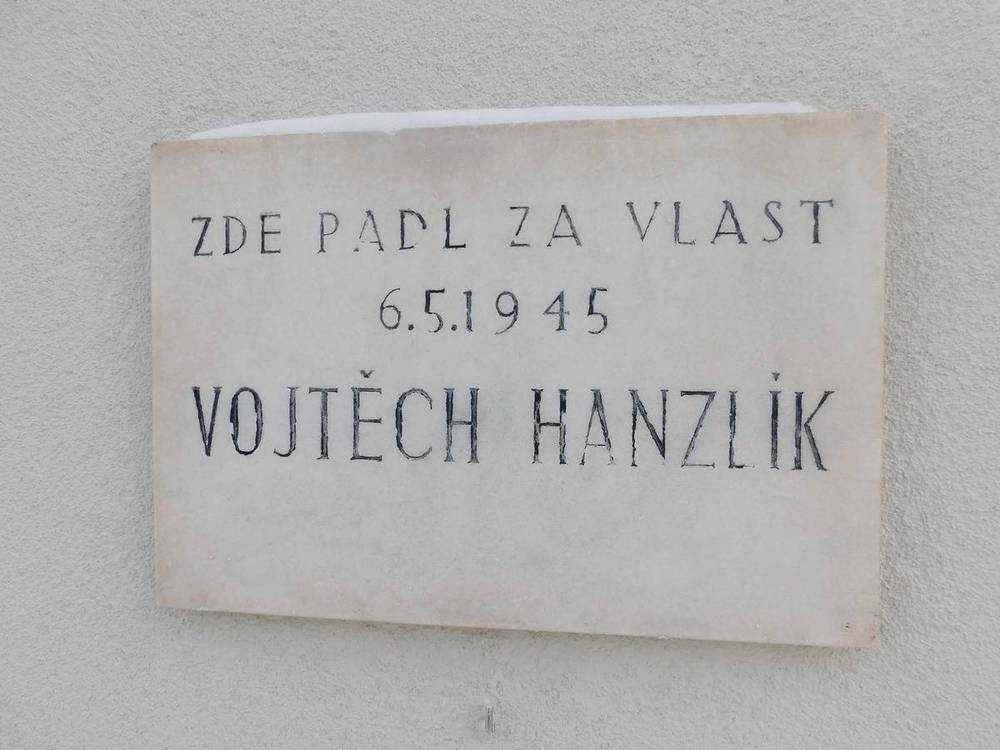 ZDE PADL ZA VLAST
6.5.1945
VOJTĚCH HANZLÍK